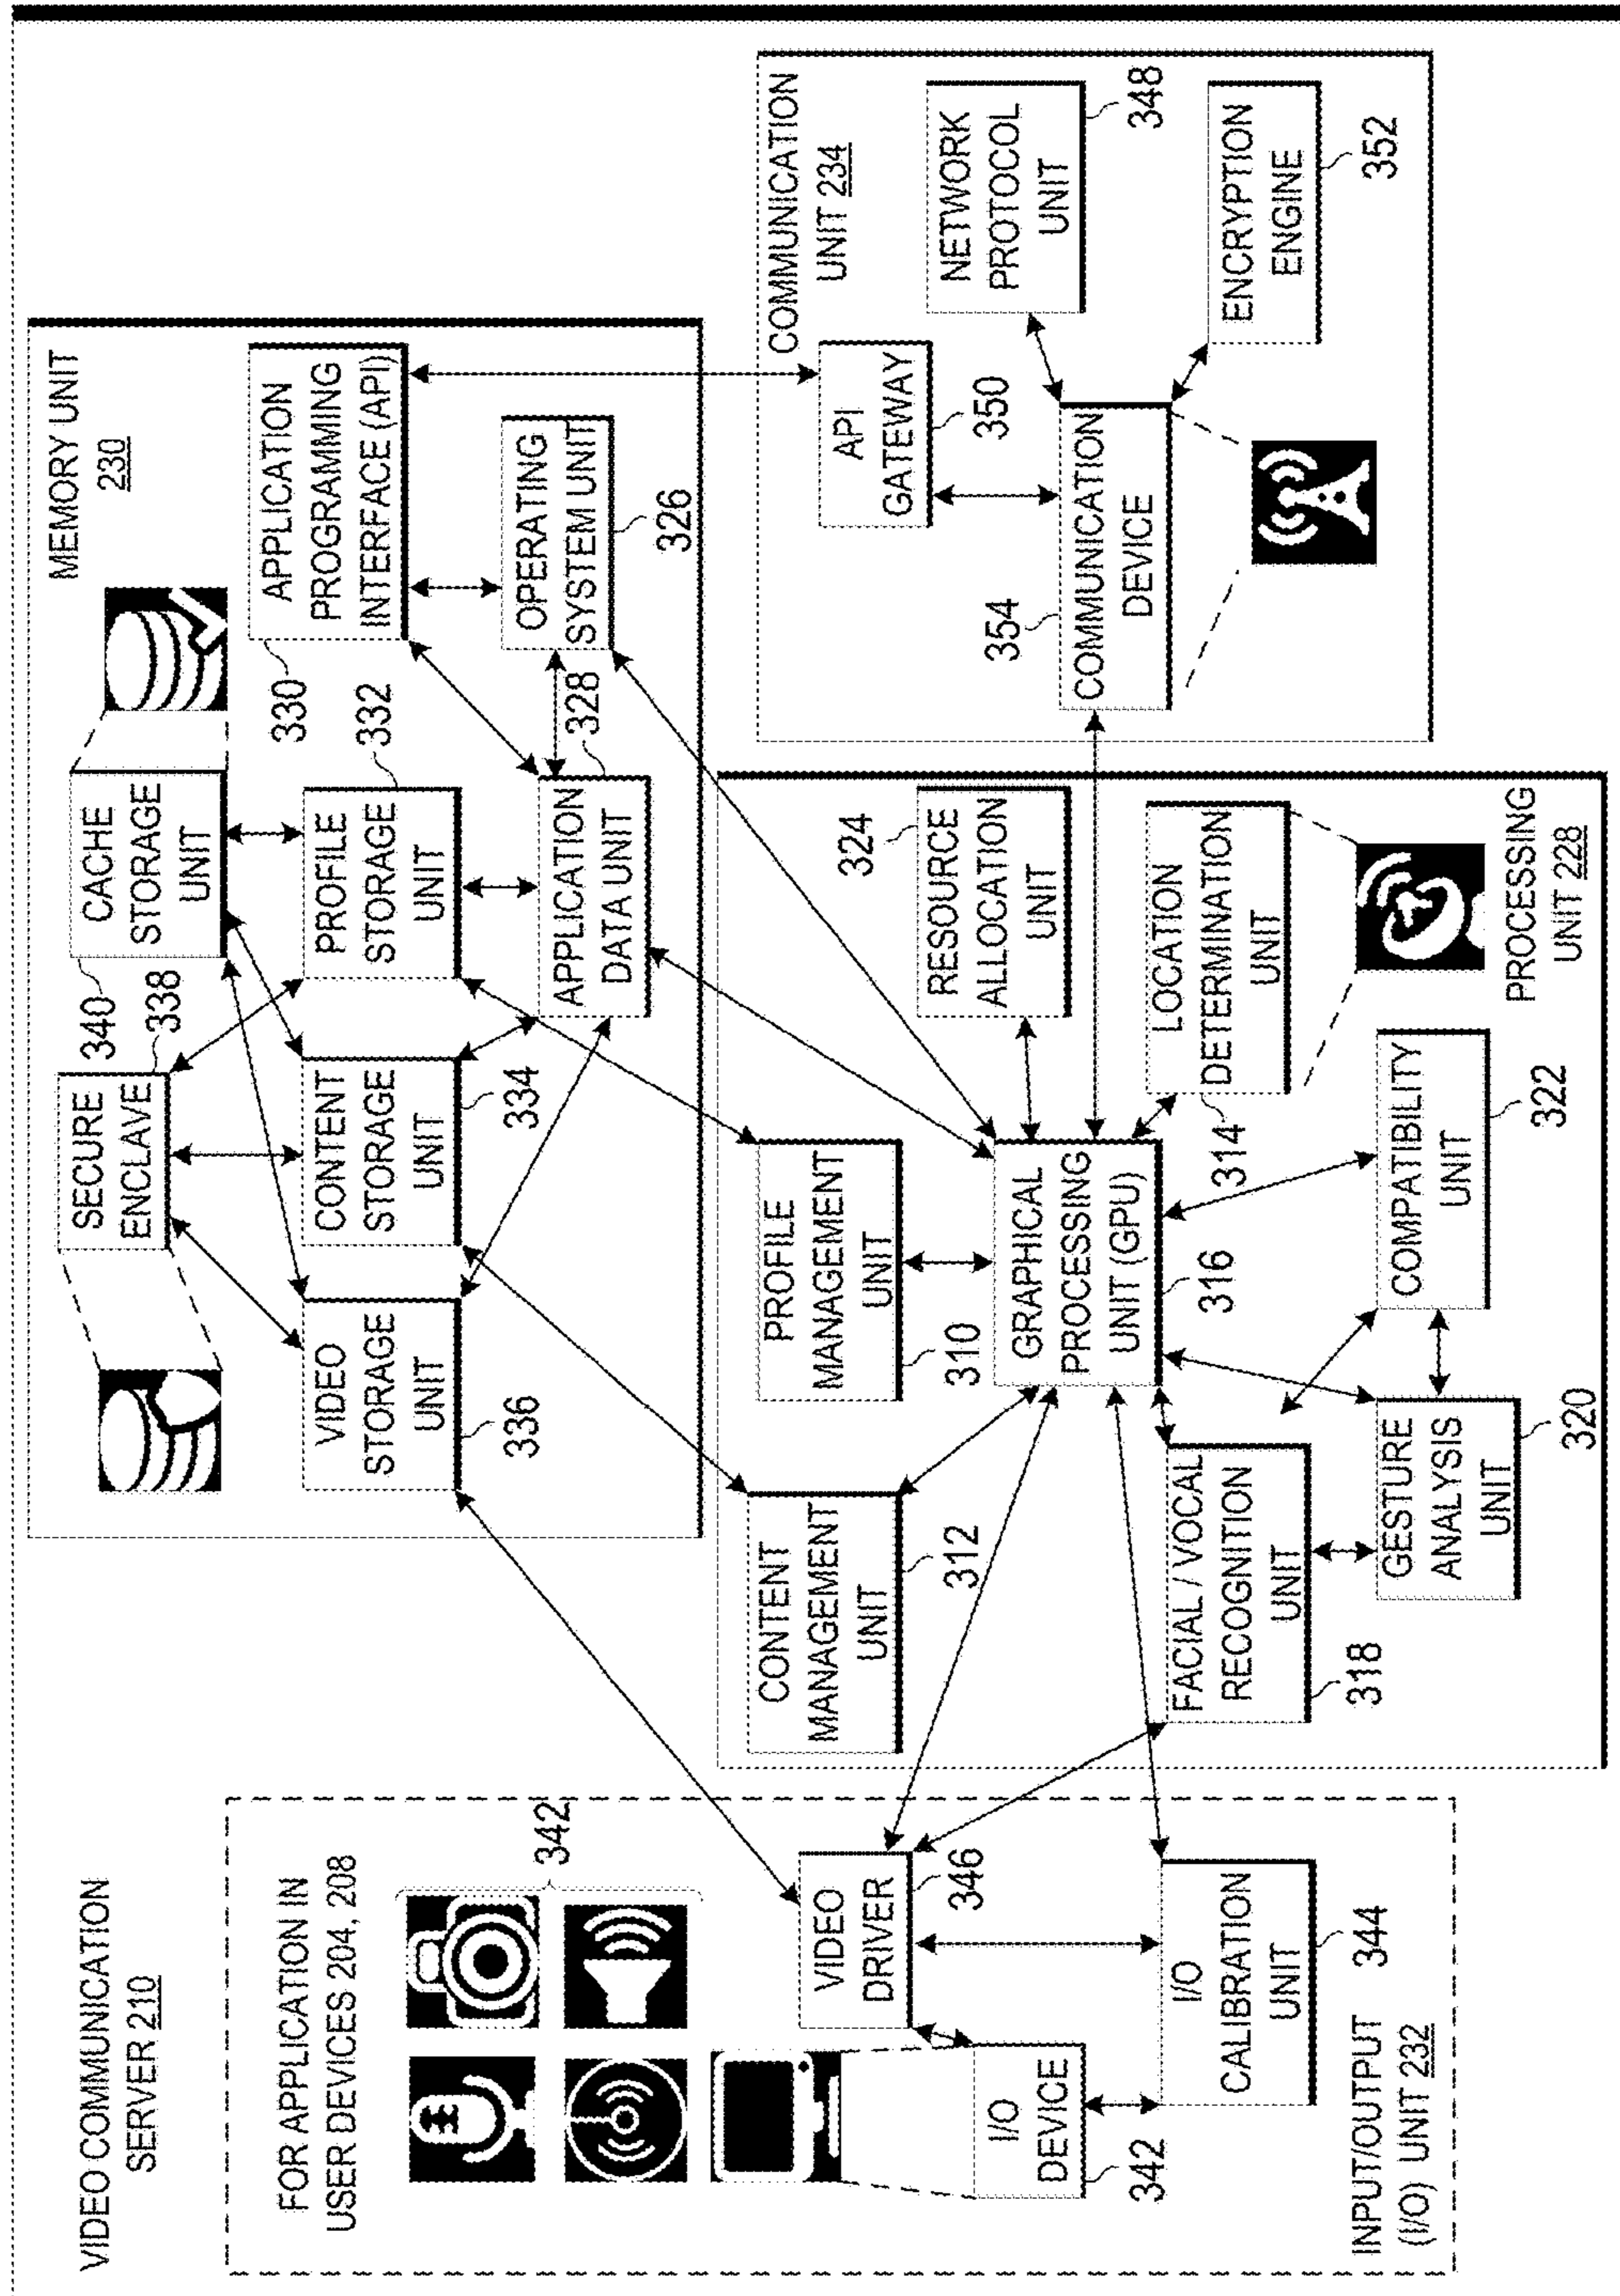 VIDEO COMMUNICATION
SERVER 210
FOR APPLICATION IN
USER DEVICES 204, 208
342
VIDEO
DRIVER
346
I/O
DEVICE
342
I/O
CALIBRATION
UNIT
344
INPUT/OUTPUT
(I/O) UNIT 232
MEMORY UNIT
230
SECURE
ENCLAVE
338
CACHE
STORAGE
UNIT
340
VIDEO
STORAGE
UNIT
336
CONTENT
STORAGE
UNIT
334
PROFILE
STORAGE
UNIT
332
APPLICATION
PROGRAMMING
INTERFACE (API)
330
APPLICATION
DATA UNIT
328
OPERATING
SYSTEM UNIT
326
CONTENT
MANAGEMENT
UNIT
312
PROFILE
MANAGEMENT
UNIT
310
GRAPHICAL
PROCESSING
UNIT (GPU)
316
RESOURCE
ALLOCATION
UNIT
324
LOCATION
DETERMINATION
UNIT
314
FACIAL / VOCAL
RECOGNITION
UNIT
318
GESTURE
ANALYSIS
UNIT
320
COMPATIBILITY
UNIT
322
PROCESSING
UNIT 228
COMMUNICATION
UNIT 234
API
GATEWAY
350
NETWORK
PROTOCOL
UNIT
348
COMMUNICATION
DEVICE
354
ENCRYPTION
ENGINE
352